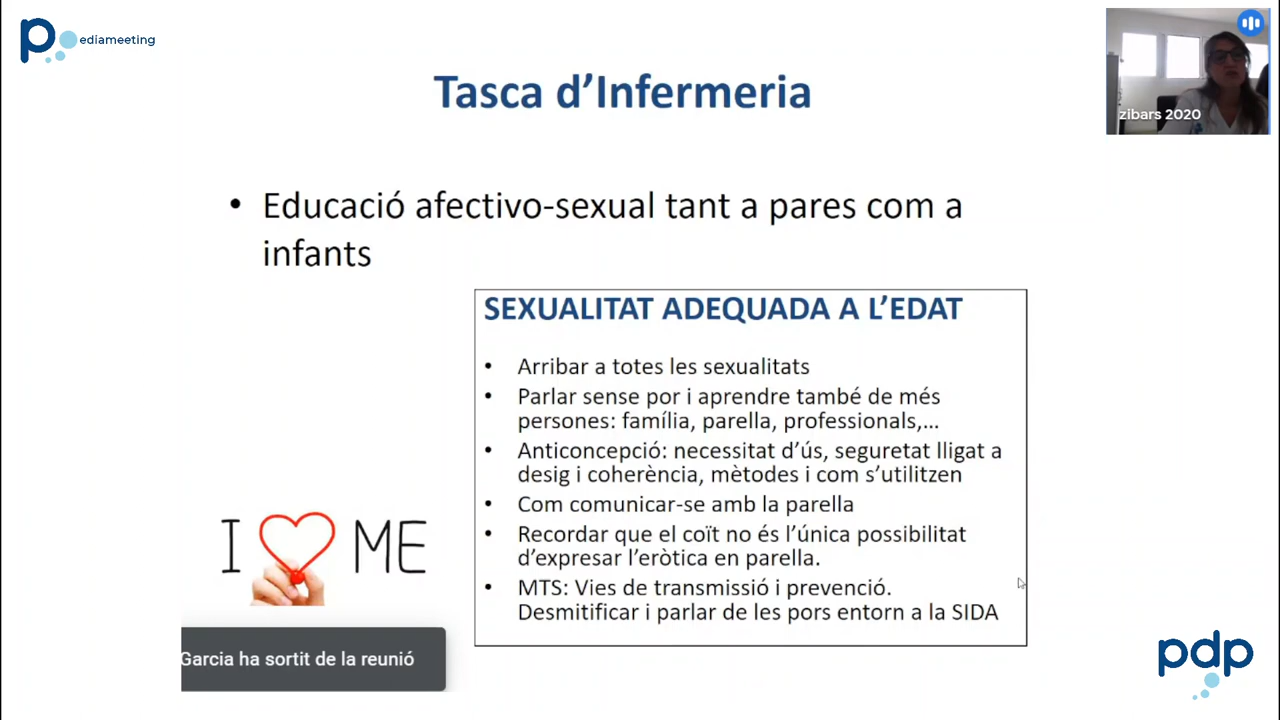 pediameeting
zibars 2020
Tasca d'Infermeria
• Educació afectivo-sexual tant a pares com a
infants
SEXUALITAT ADEQUADA A L'EDAT
• Arribar a totes les sexualitats
• Parlar sense por i aprendre també de més
persones: família, parella, professionals,...
• Anticoncepció: necessitat d'ús, seguretat lligat a
desig i coherència, mètodes i com s'utilitzen
• Com comunicar-se amb la parella
• Recordar que el coït no és l'única possibilitat
d'expresar l'eròtica en parella.
• MTS: Vies de transmissió i prevenció.
Desmitificar i parlar de les pors entorn a la SIDA
I ME
Garcia ha sortit de la reunió
pdp